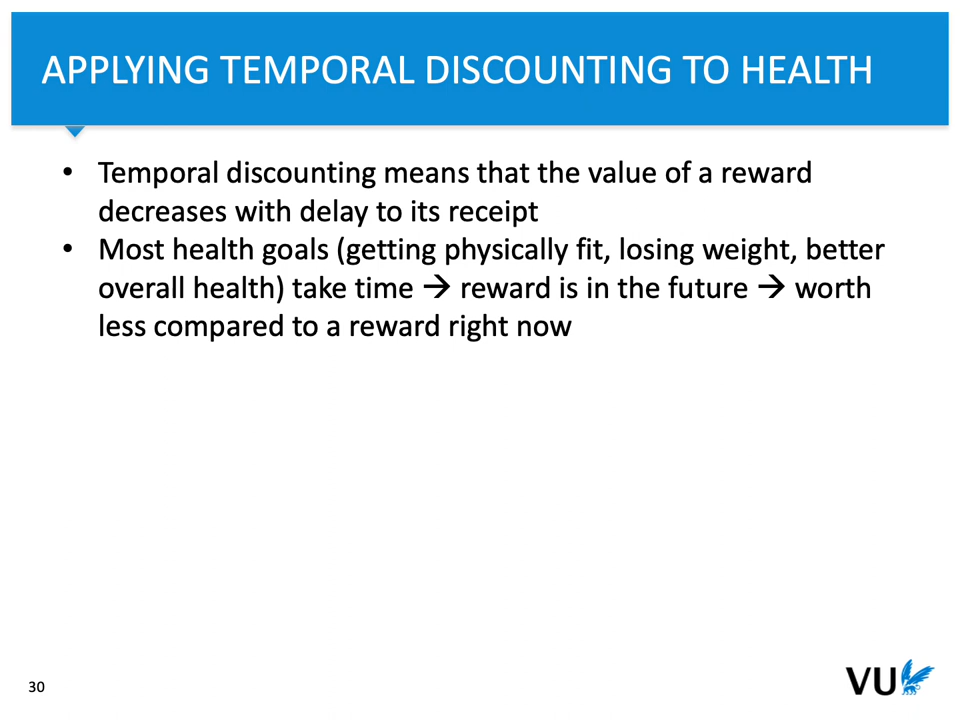 APPLYING TEMPORAL DISCOUNTING TO HEALTH
• Temporal discounting means that the value of a reward
decreases with delay to its receipt
• Most health goals (getting physically fit, losing weight, better
overall health) take time → reward is in the future → worth
less compared to a reward right now
30
VU